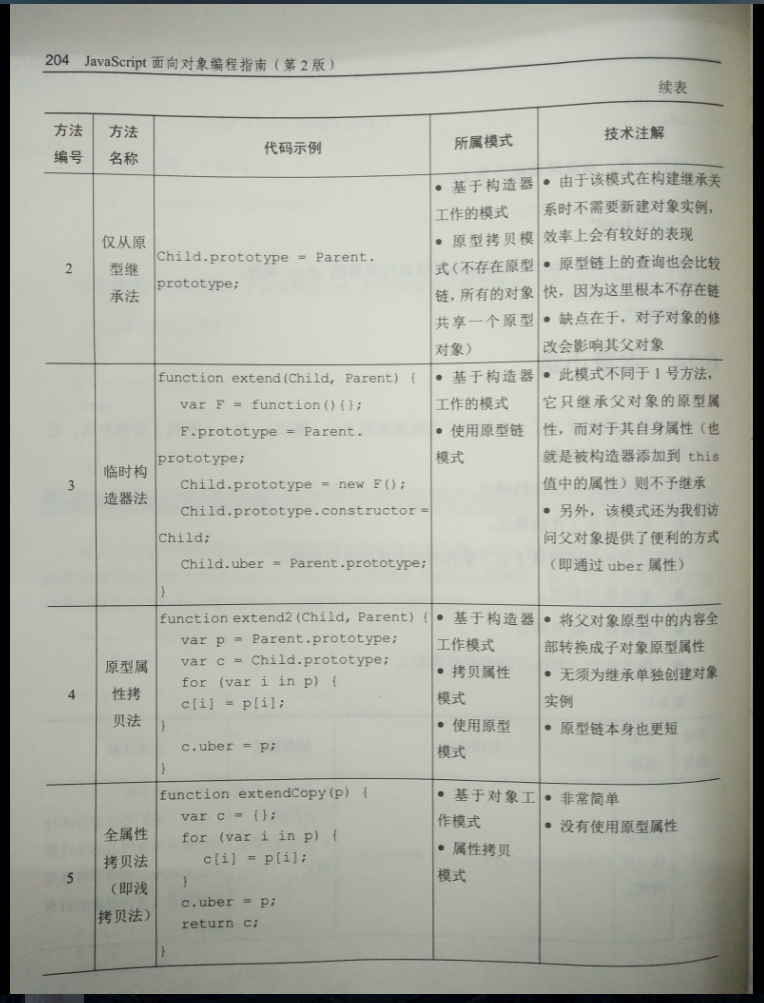 204 JavaScript 面向对象编程指南（第 2 版）
续表
方法
编号
方法
名称
代码示例
所属模式
技术注解
2
仅从原
型继
承法
Child.prototype = Parent.
prototype;
• 基于构造器
工作的模式
• 原型拷贝模
式（不存在原型
链，所有的对象
共享一个原型
对象）
• 由于该模式在构建继承关
系时不需要新建对象实例，
效率上会有较好的表现
• 原型链上的查询也会比较
快，因为这里根本不存在链
• 缺点在于，对子对象的修
改会影响其父对象
3
临时构
造器法
function extend(Child, Parent) {
var F = function(){};
F.prototype = Parent.
prototype;
Child.prototype = new F();
Child.prototype.constructor =
Child;
Child.uber = Parent.prototype;
}
• 基于构造器
工作的模式
• 使用原型链
模式
• 此模式不同于 1 号方法，
它只继承父对象的原型属
性，而对于其自身属性（也
就是被构造器添加到 this
值中的属性）则不予继承
• 另外，该模式还为我们访
问父对象提供了便利的方式
（即通过 uber 属性）
4
原型属
性拷
贝法
function extend2(Child, Parent) {
var p = Parent.prototype;
var c = Child.prototype;
for (var i in p) {
c[i] = p[i];
}
c.uber = p;
}
• 基于构造器
工作模式
• 拷贝属性
模式
• 使用原型
模式
• 将父对象原型中的内容全
部转换成子对象原型属性
• 无须为继承单独创建对象
实例
• 原型链本身也更短
5
全属性
拷贝法
（即浅
拷贝法）
function extendCopy(p) {
var c = {};
for (var i in p) {
c[i] = p[i];
}
c.uber = p;
return c;
}
• 基于对象工
作模式
• 属性拷贝
模式
• 非常简单
• 没有使用原型属性